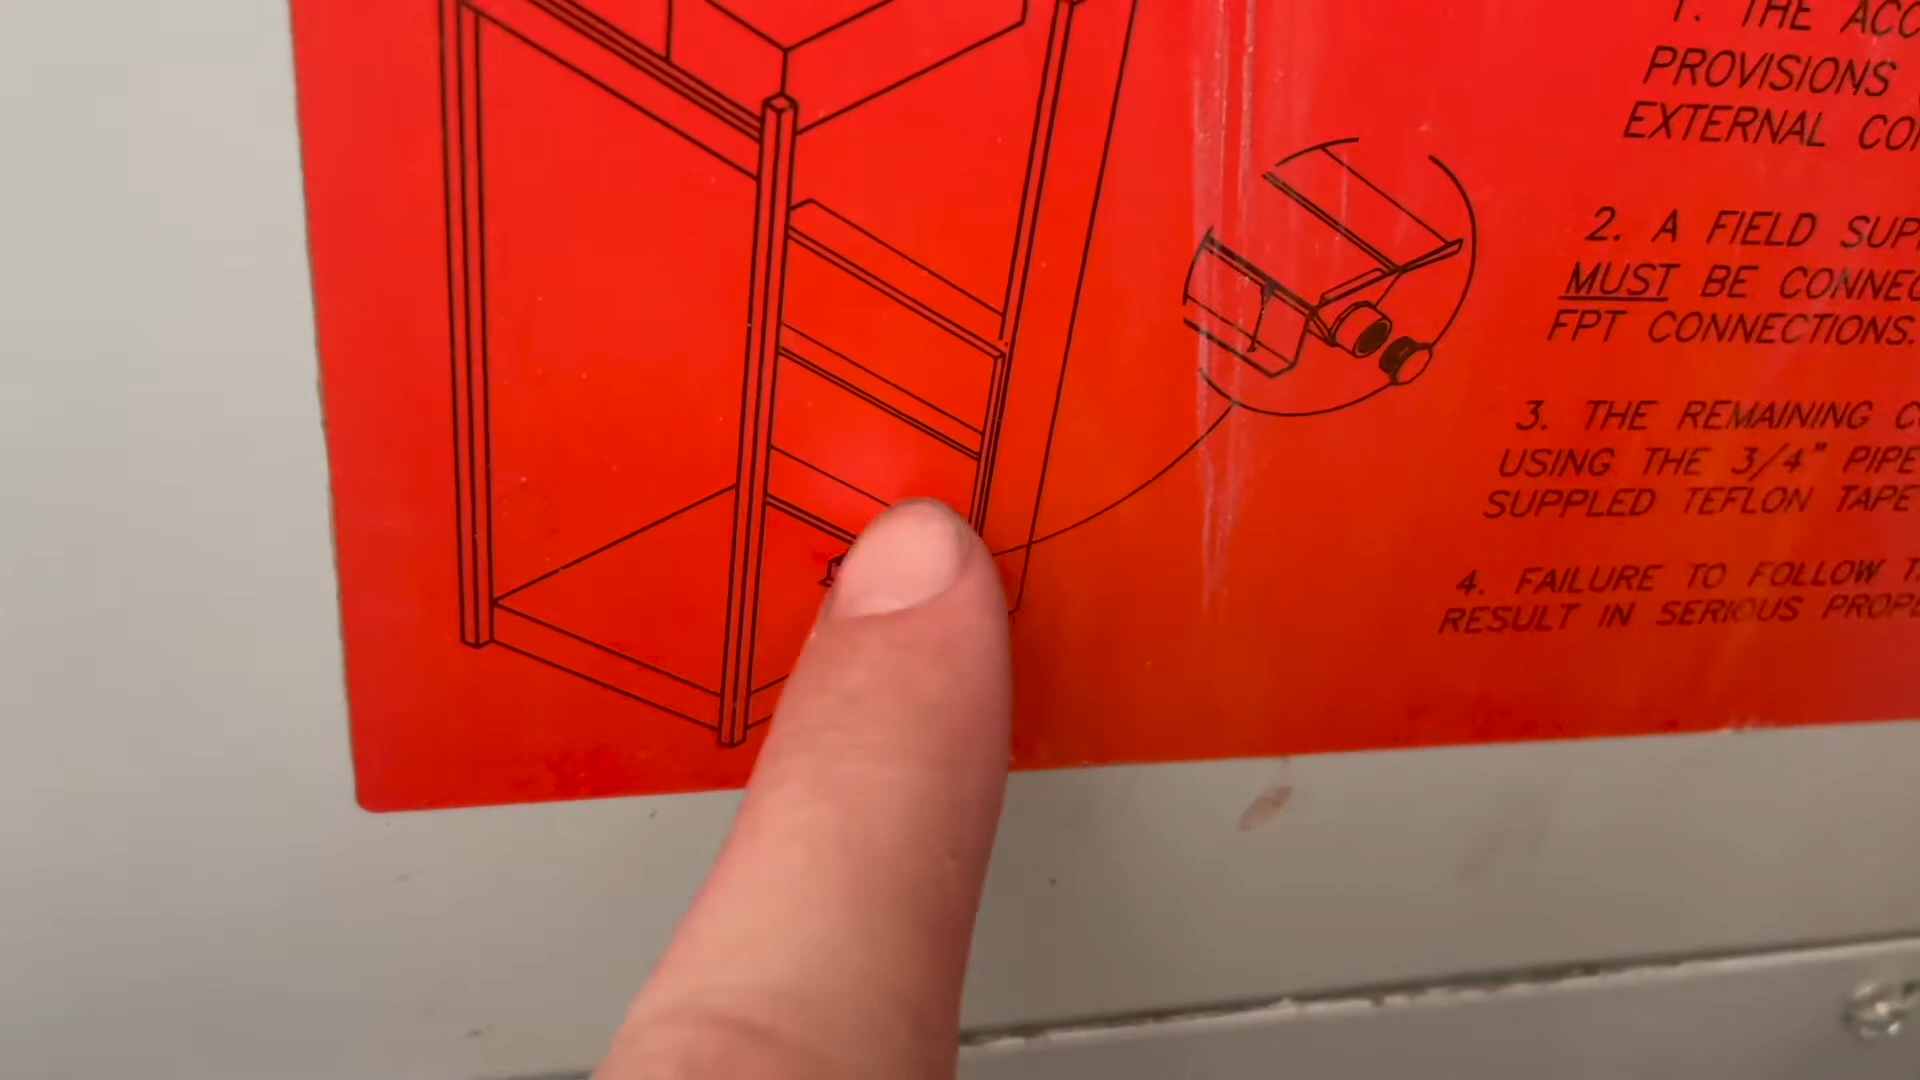 1. THE ACC
PROVISIONS
EXTERNAL CO
2. A FIELD SUP
MUST BE CONNEC
FPT CONNECTIONS.
3. THE REMAINING C
USING THE 3/4" PIPE
SUPPLED TEFLON TAPE
4. FAILURE TO FOLLOW T
RESULT IN SERIOUS PROPE